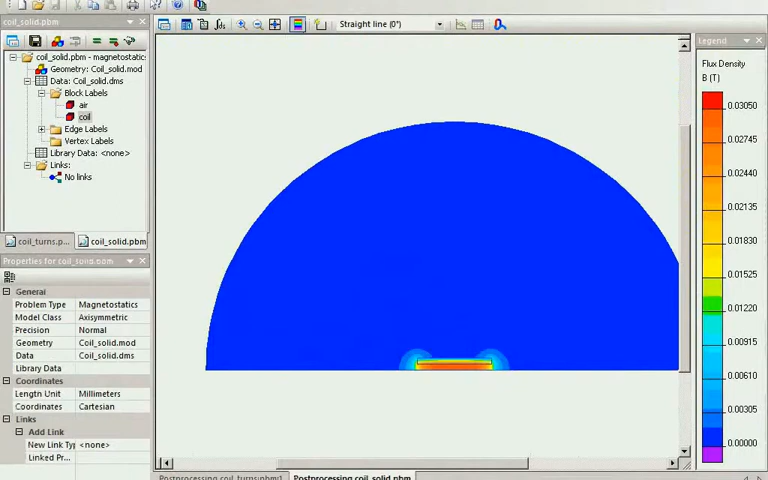 Straight line (0°)
coil_solid.pbm
coil_solid.pbm - magnetostatics
Geometry: Coil_solid.mod
Data: Coil_solid.dms
Block Labels
air
coil
Edge Labels
Vertex Labels
Library Data: <none>
Links:
No links
coil_turns.p...
coil_solid.pbm
Properties for coil_turns.pbm
General
Problem Type Magnetostatics
Model Class Axisymmetric
Precision Normal
Geometry Coil_solid.mod
Data Coil_solid.dms
Library Data
Coordinates
Length Unit Millimeters
Coordinates Cartesian
Links
Add Link
New Link Typ <none>
Linked Pr...
Postprocessing coil_turns.pbm
Postprocessing coil_solid.pbm
Legend
Flux Density
B (T)
0.03050
0.02745
0.02440
0.02135
0.01830
0.01525
0.01220
0.00915
0.00610
0.00305
0.00000